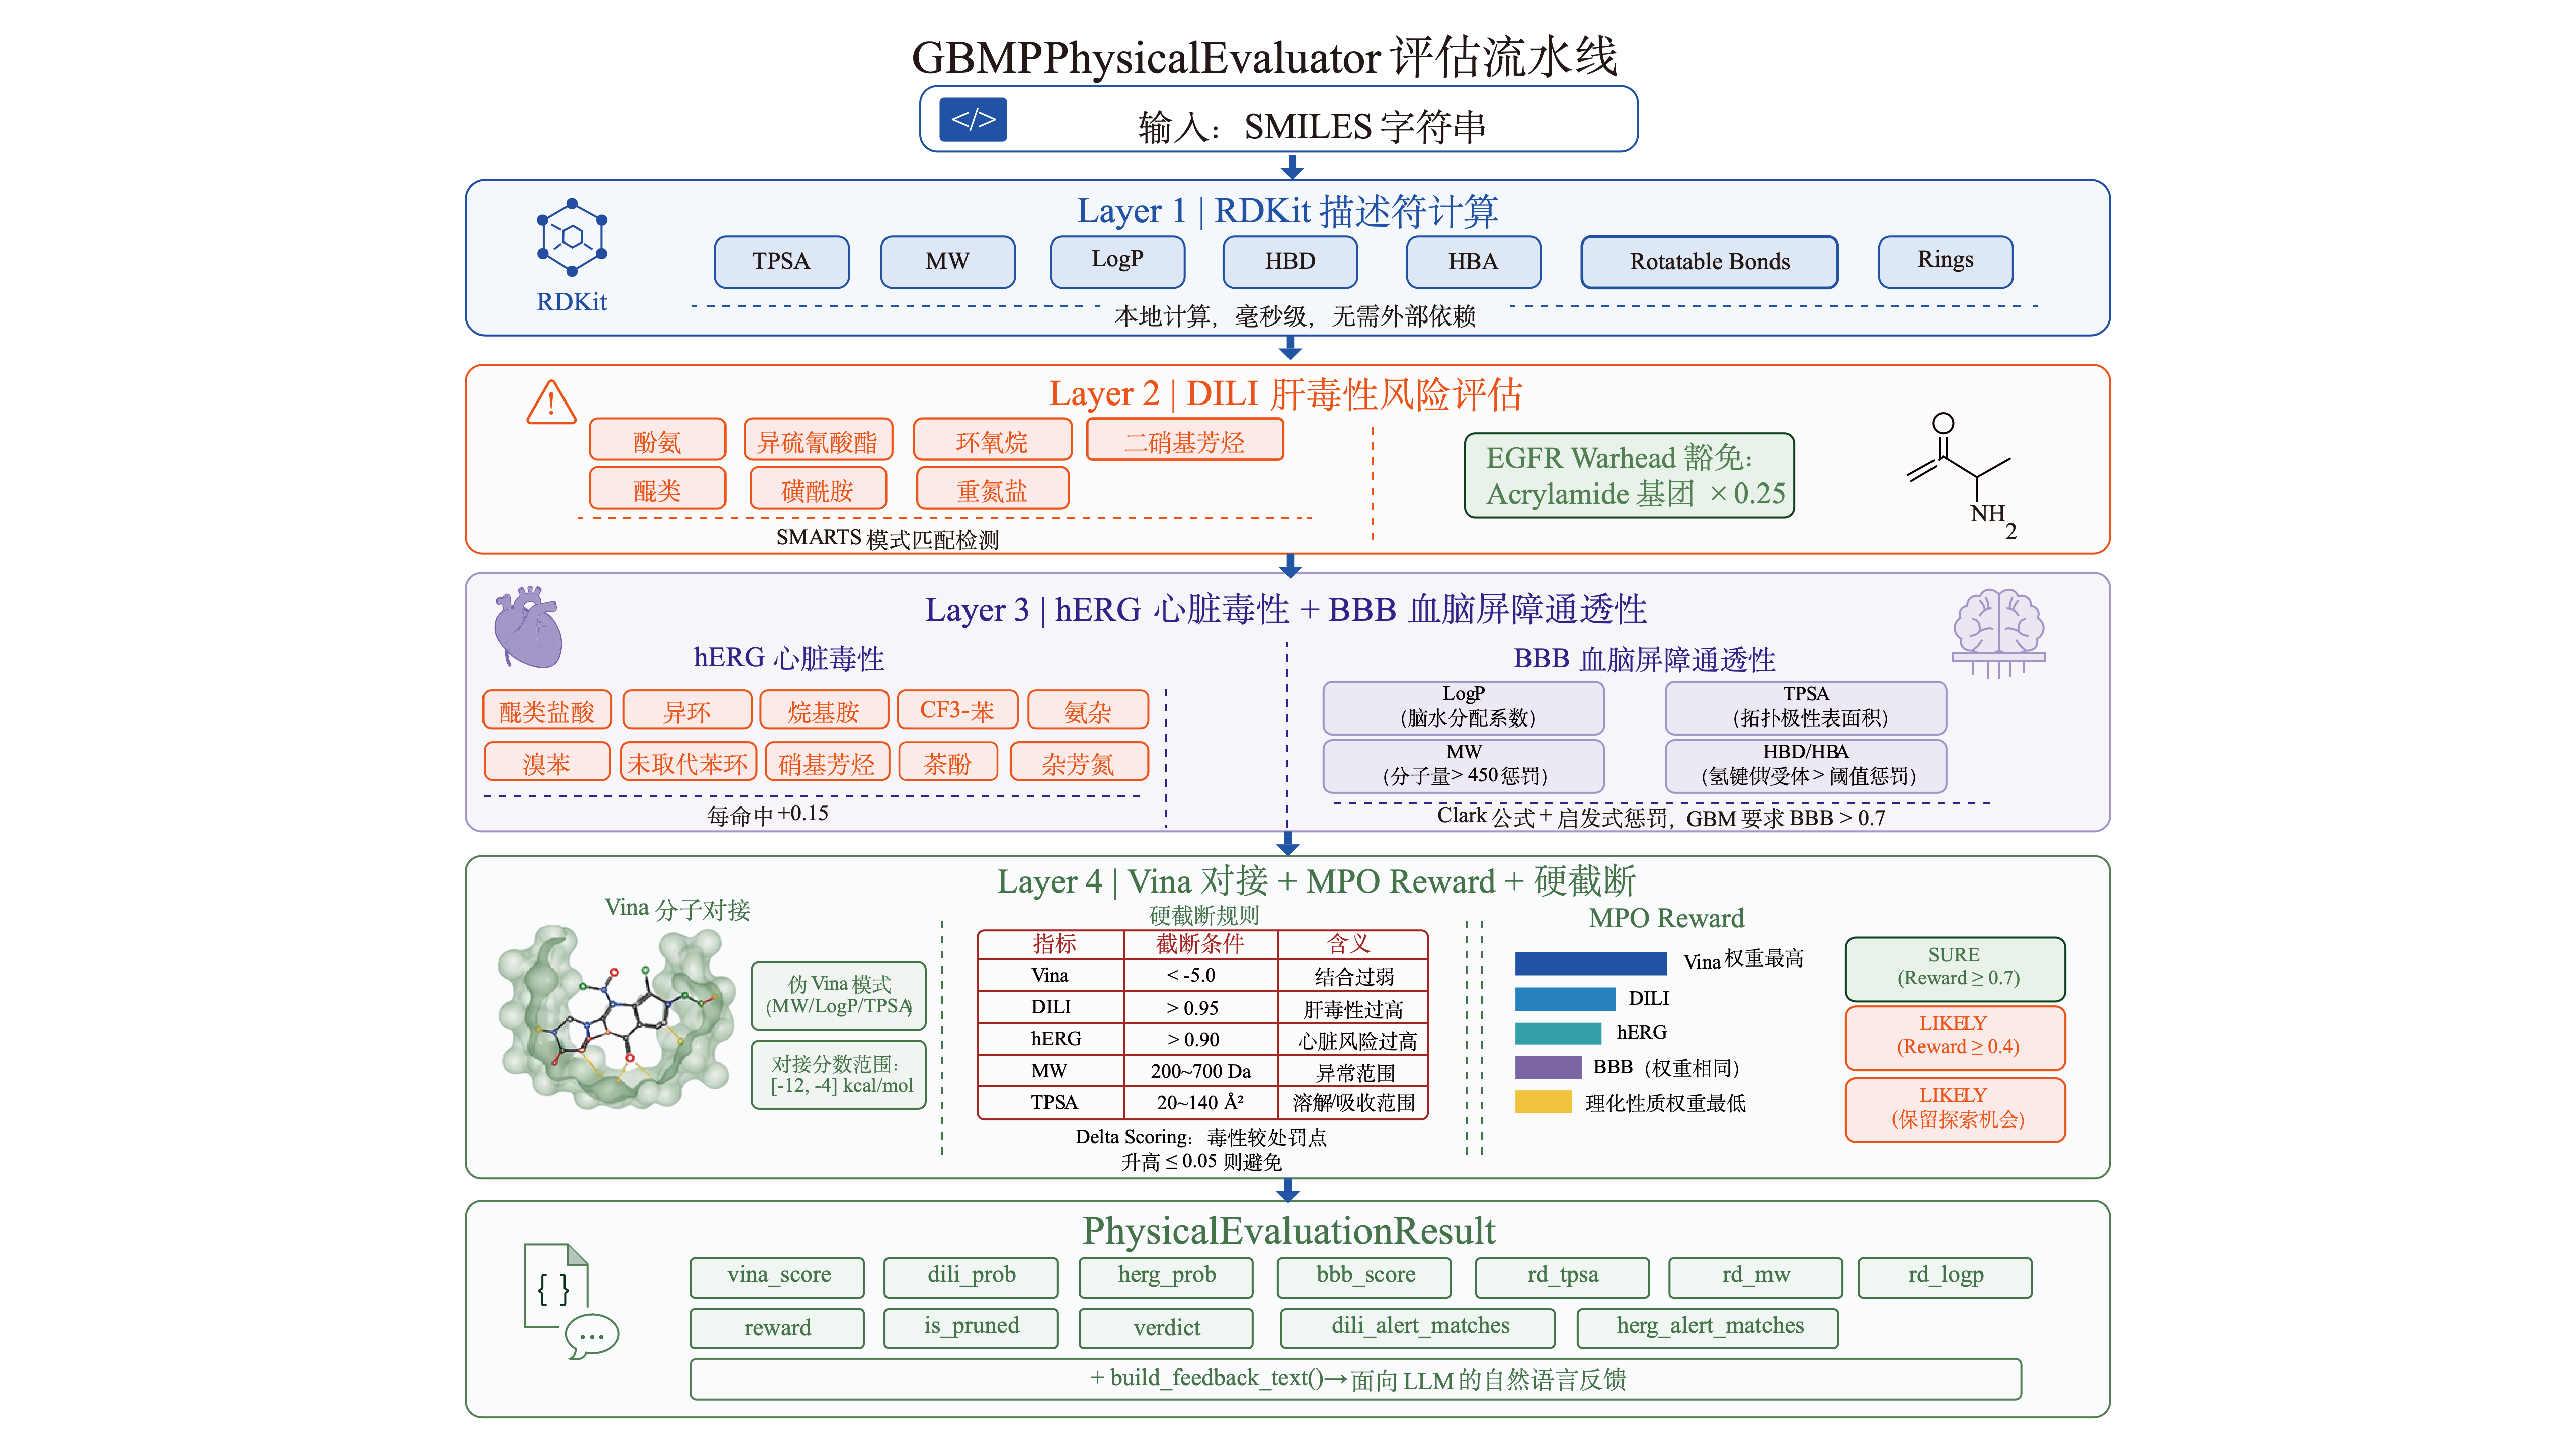 GBMPPhysicalEvaluator 评估流水线
</>
输入：SMILES 字符串
Layer 1 | RDKit 描述符计算
RDKit
TPSA
MW
LogP
HBD
HBA
Rotatable Bonds
Rings
本地计算，毫秒级，无需外部依赖
Layer 2 | DILI 肝毒性风险评估
酚氨
异硫氰酸酯
环氧烷
二硝基芳烃
醌类
磺酰胺
重氮盐
SMARTS 模式匹配检测
EGFR Warhead 豁免：
Acrylamide 基团 × 0.25
O
NH2
Layer 3 | hERG 心脏毒性 + BBB 血脑屏障通透性
hERG 心脏毒性
醌类盐酸
异环
烷基胺
CF3-苯
氨杂
溴苯
未取代苯环
硝基芳烃
茶酚
杂芳氮
每命中 +0.15
BBB 血脑屏障通透性
LogP
(脑水分配系数)
TPSA
(拓扑极性表面积)
MW
(分子量> 450 惩罚)
HBD/HBA
(氢键供/受体 > 阈值惩罚)
Clark 公式 + 启发式惩罚，GBM 要求 BBB > 0.7
Layer 4 | Vina 对接 + MPO Reward + 硬截断
Vina 分子对接
伪 Vina 模式
(MW/LogP/TPSA)
对接分数范围：
[-12, -4] kcal/mol
硬截断规则
指标 截断条件 含义
Vina < -5.0 结合过弱
DILI > 0.95 肝毒性过高
hERG > 0.90 心脏风险过高
MW 200~700 Da 异常范围
TPSA 20~140 Å² 溶解/吸收范围
Delta Scoring：毒性较处罚点
升高 ≤ 0.05 则避免
MPO Reward
Vina 权重最高
DILI
hERG
BBB（权重相同）
理化性质权重最低
SURE
(Reward ≥ 0.7)
LIKELY
(Reward ≥ 0.4)
LIKELY
(保留探索机会)
PhysicalEvaluationResult
{ }
...
vina_score
dili_prob
herg_prob
bbb_score
rd_tpsa
rd_mw
rd_logp
reward
is_pruned
verdict
dili_alert_matches
herg_alert_matches
+ build_feedback_text()→面向 LLM 的自然语言反馈